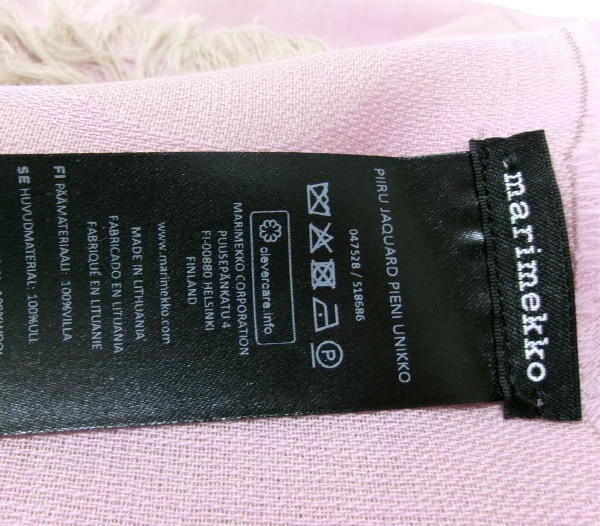 marimekko
PIIRU JAQUARD PIENI UNIKKO
047528 / 518686
clevercare.info
MARIMEKKO CORPORATION
PUUSEPÄNKATU 4
FI-00880 HELSINKI
FINLAND
www.marimekko.com
MADE IN LITHUANIA
FABRICADO EN LITUANIA
FABRIQUÉ EN LITUANIE
FI PÄÄMATERIAALI: 100%VILLA
SE HUVUDMATERIAL: 100%ULL